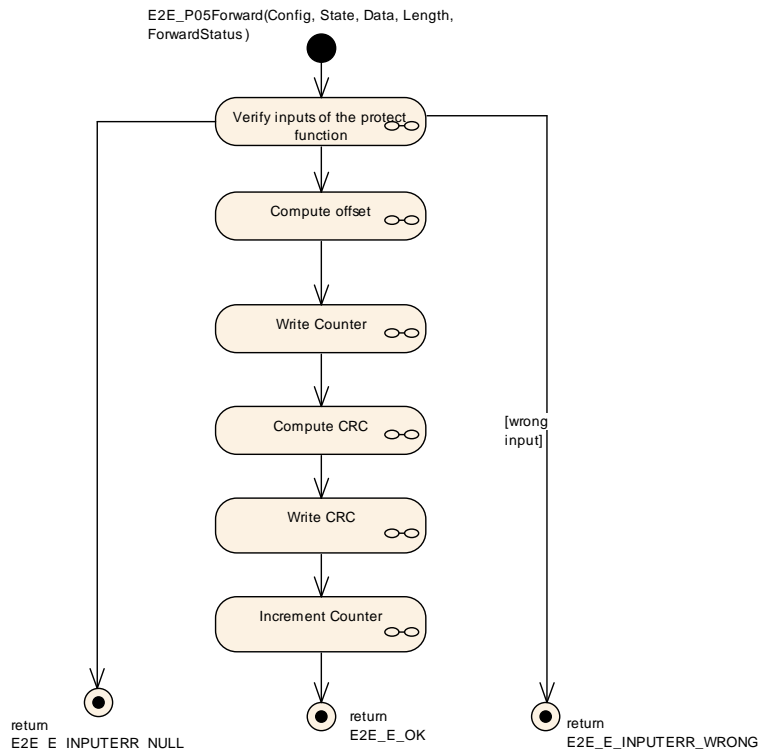 E2E_P05Forward(Config, State, Data, Length,
ForwardStatus)
Verify inputs of the protect
function
Compute offset
Write Counter
Compute CRC
[wrong
input]
Write CRC
Increment Counter
return
E2E_E_INPUTERR_NULL
return
E2E_E_OK
return
E2E_E_INPUTERR_WRONG